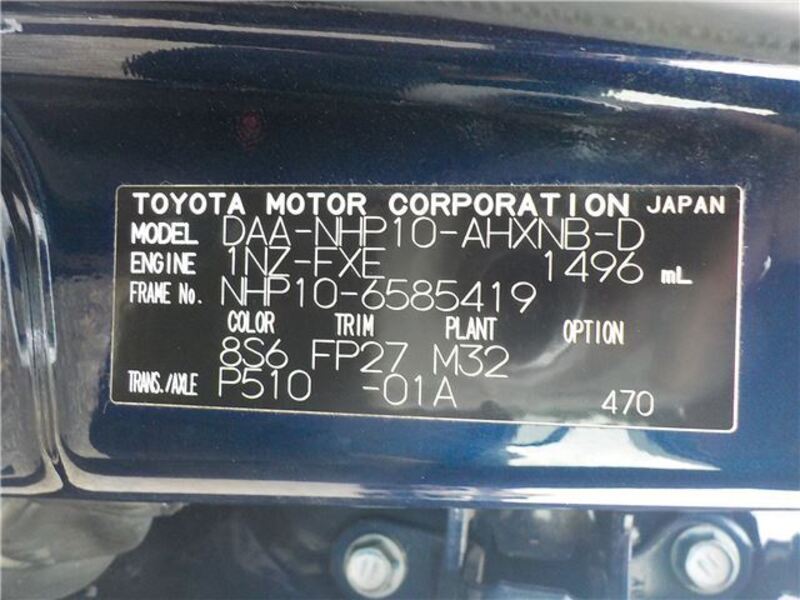 TOYOTA MOTOR CORPORATION JAPAN
MODEL DAA-NHP10-AHXNB-D
ENGINE 1NZ-FXE 1496 mL
FRAME No. NHP10-6585419
COLOR TRIM PLANT OPTION
8S6 FP27 M32
TRANS./AXLE P510 -01A 470